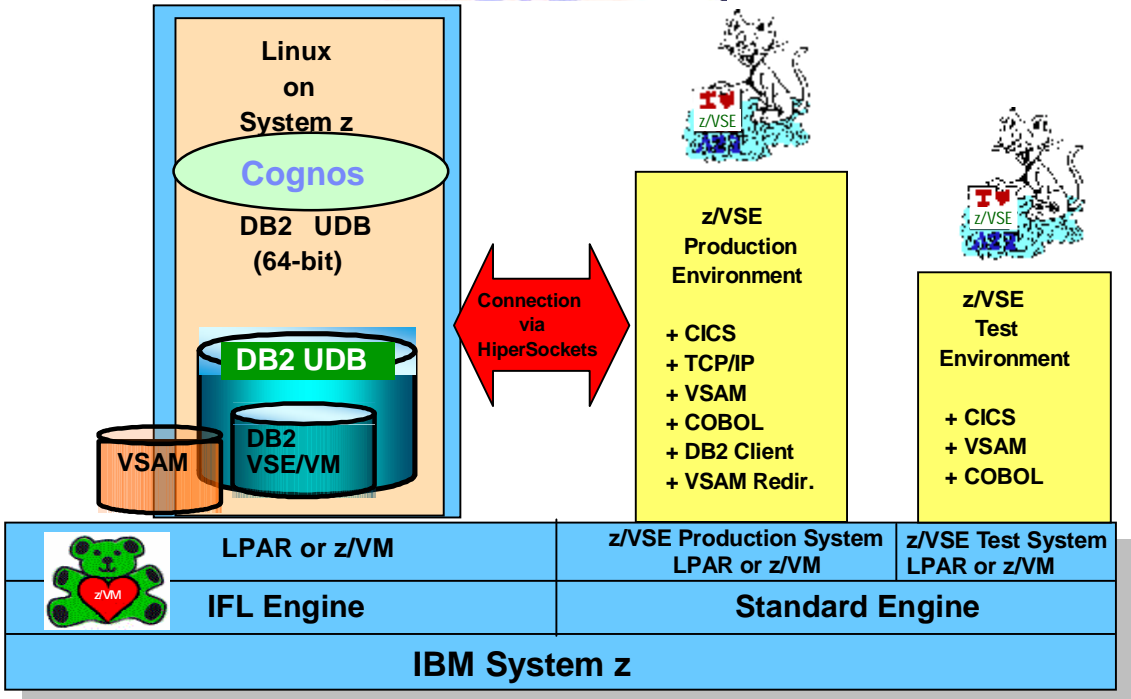 Linux
on
System z
Cognos
DB2 UDB
(64-bit)
DB2 UDB
DB2
VSE/VM
VSAM
Connection
via
HiperSockets
I ♥
z/VSE
z/VSE
Production
Environment
+ CICS
+ TCP/IP
+ VSAM
+ COBOL
+ DB2 Client
+ VSAM Redir.
I ♥
z/VSE
z/VSE
Test
Environment
+ CICS
+ VSAM
+ COBOL
z/VM
LPAR or z/VM
z/VSE Production System
LPAR or z/VM
z/VSE Test System
LPAR or z/VM
IFL Engine
Standard Engine
IBM System z